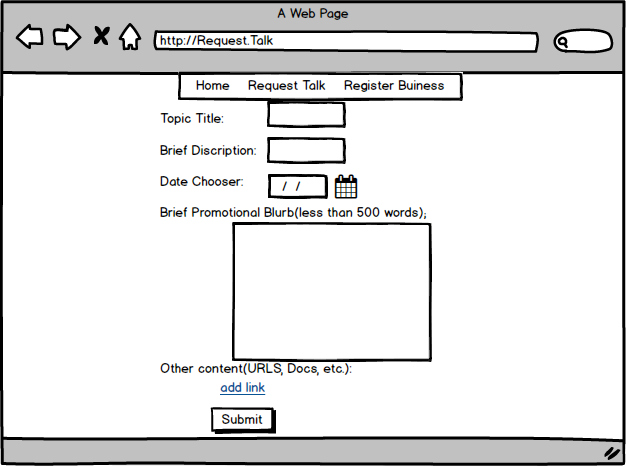 A Web Page
http://Request.Talk
Home Request Talk Register Buiness
Topic Title:
Brief Discription:
Date Chooser: / /
Brief Promotional Blurb(less than 500 words);
Other content(URLS, Docs, etc.):
add link
Submit